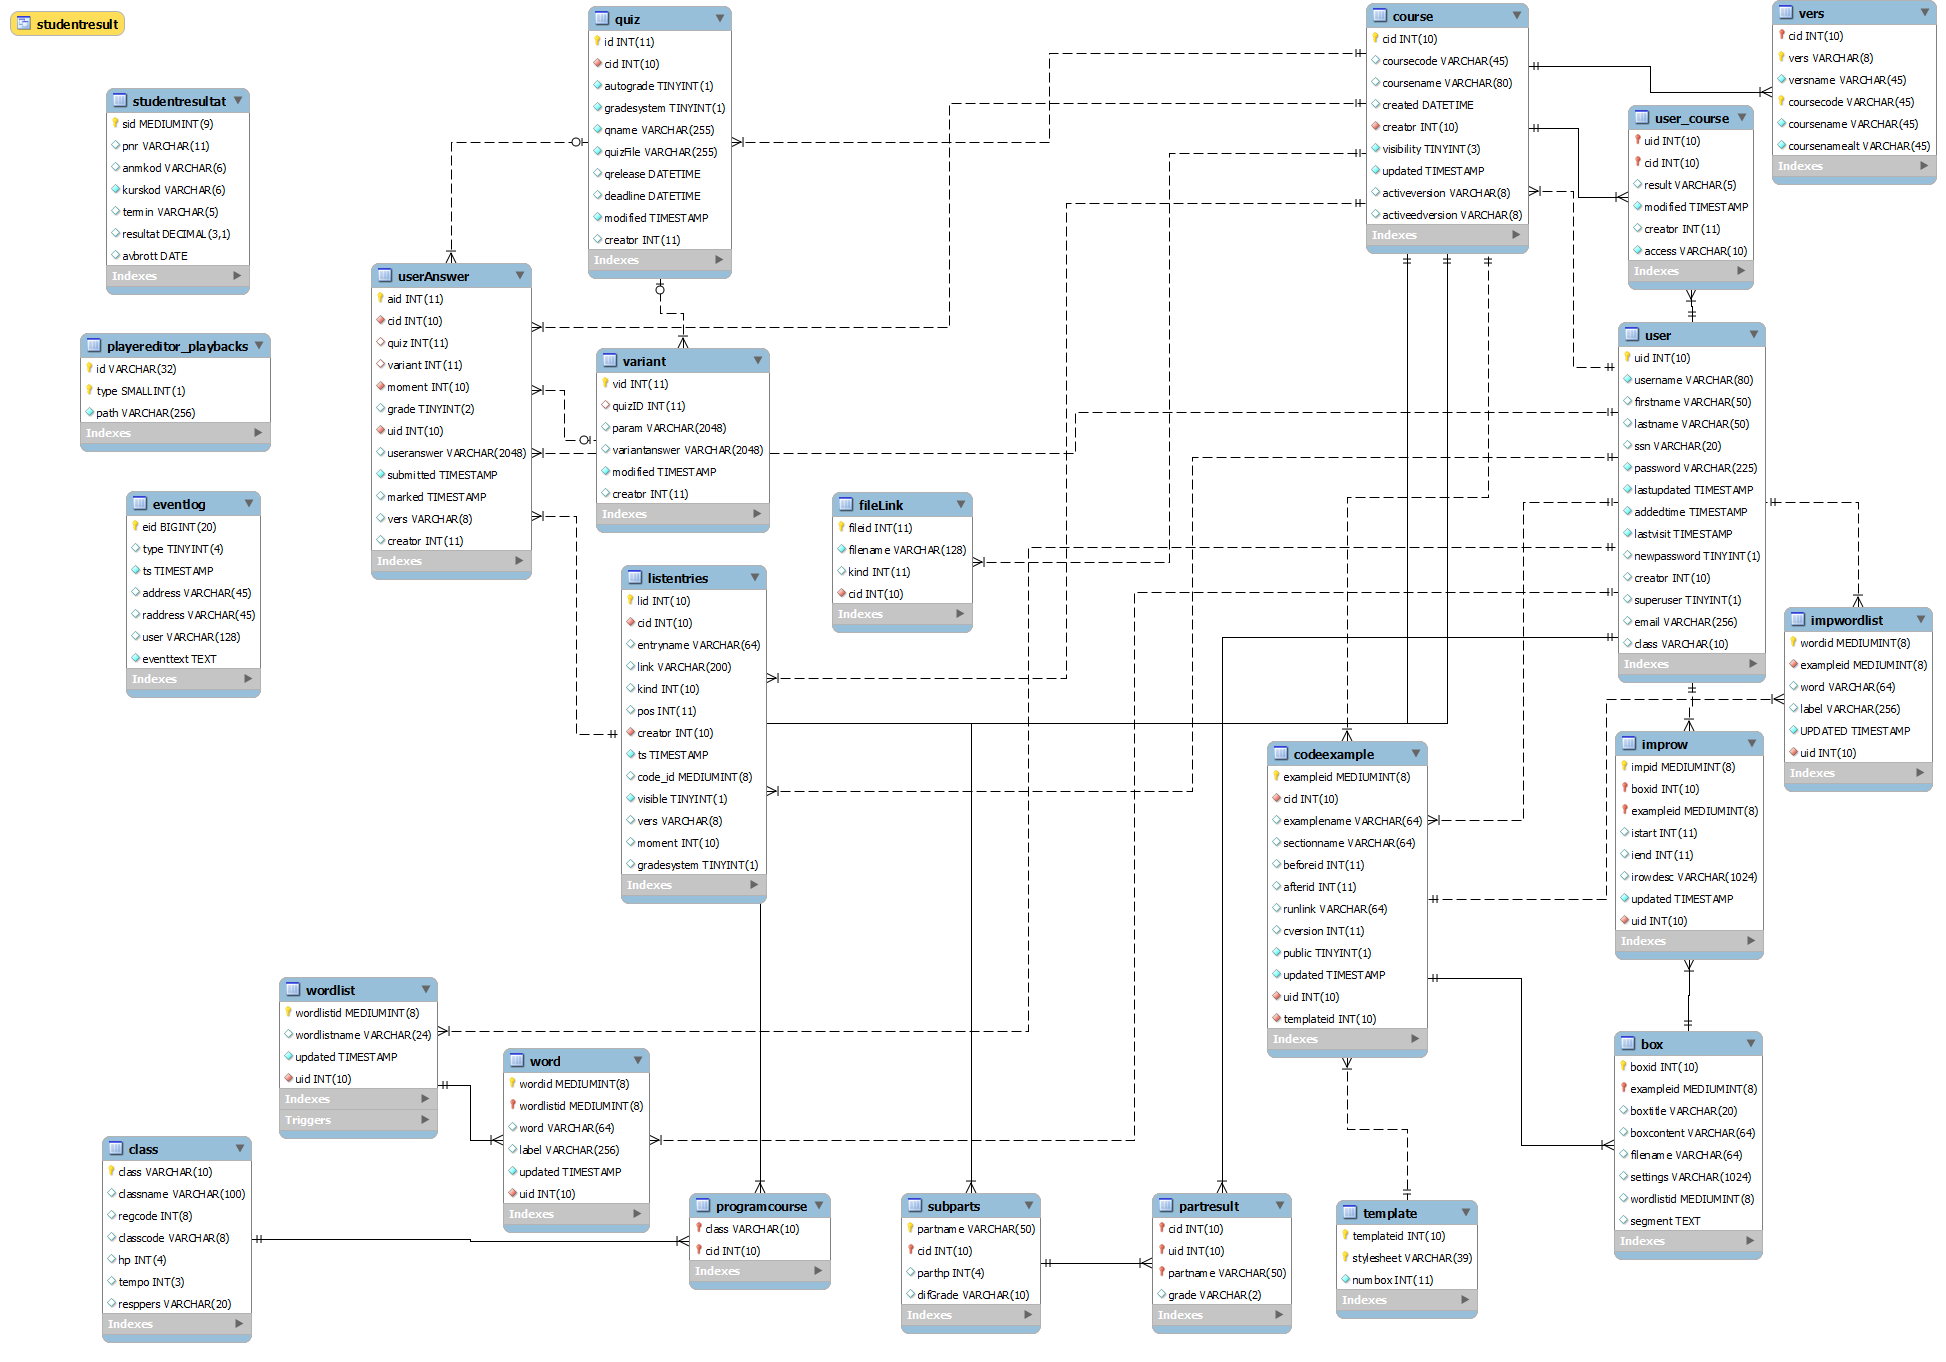 studentresult
studentresultat
sid MEDIUMINT(9)
pnr VARCHAR(11)
anmkod VARCHAR(6)
kurskod VARCHAR(6)
termin VARCHAR(5)
resultat DECIMAL(3,1)
avbrott DATE
Indexes
playereditor_playbacks
id VARCHAR(32)
type SMALLINT(1)
path VARCHAR(256)
Indexes
eventlog
eid BIGINT(20)
type TINYINT(4)
ts TIMESTAMP
address VARCHAR(45)
raddress VARCHAR(45)
user VARCHAR(128)
eventtext TEXT
Indexes
quiz
id INT(11)
cid INT(10)
autograde TINYINT(1)
gradesystem TINYINT(1)
qname VARCHAR(255)
quizFile VARCHAR(255)
qrelease DATETIME
deadline DATETIME
modified TIMESTAMP
creator INT(11)
Indexes
userAnswer
aid INT(11)
cid INT(10)
quiz INT(11)
variant INT(11)
moment INT(10)
grade TINYINT(2)
uid INT(10)
useranswer VARCHAR(2048)
submitted TIMESTAMP
marked TIMESTAMP
vers VARCHAR(8)
creator INT(11)
Indexes
variant
vid INT(11)
quizID INT(11)
param VARCHAR(2048)
variantanswer VARCHAR(2048)
modified TIMESTAMP
creator INT(11)
Indexes
listentries
lid INT(10)
cid INT(10)
entryname VARCHAR(64)
link VARCHAR(200)
kind INT(10)
pos INT(11)
creator INT(10)
ts TIMESTAMP
code_id MEDIUMINT(8)
visible TINYINT(1)
vers VARCHAR(8)
moment INT(10)
gradesystem TINYINT(1)
Indexes
fileLink
fileid INT(11)
filename VARCHAR(128)
kind INT(11)
cid INT(10)
Indexes
course
cid INT(10)
coursecode VARCHAR(45)
coursename VARCHAR(80)
created DATETIME
creator INT(10)
visibility TINYINT(3)
updated TIMESTAMP
activeversion VARCHAR(8)
activeedversion VARCHAR(8)
Indexes
vers
cid INT(10)
vers VARCHAR(8)
versname VARCHAR(45)
coursecode VARCHAR(45)
coursename VARCHAR(45)
coursenamealt VARCHAR(45)
Indexes
user_course
uid INT(10)
cid INT(10)
result VARCHAR(5)
modified TIMESTAMP
creator INT(11)
access VARCHAR(10)
Indexes
user
uid INT(10)
username VARCHAR(80)
firstname VARCHAR(50)
lastname VARCHAR(50)
ssn VARCHAR(20)
password VARCHAR(225)
lastupdated TIMESTAMP
addedtime TIMESTAMP
lastvisit TIMESTAMP
newpassword TINYINT(1)
creator INT(10)
superuser TINYINT(1)
email VARCHAR(256)
class VARCHAR(10)
Indexes
impwordlist
wordid MEDIUMINT(8)
exampleid MEDIUMINT(8)
word VARCHAR(64)
label VARCHAR(256)
UPDATED TIMESTAMP
uid INT(10)
Indexes
codeexample
exampleid MEDIUMINT(8)
cid INT(10)
examplename VARCHAR(64)
sectionname VARCHAR(64)
beforeid INT(11)
afterid INT(11)
runlink VARCHAR(64)
cversion INT(11)
public TINYINT(1)
updated TIMESTAMP
uid INT(10)
templateid INT(10)
Indexes
improw
impid MEDIUMINT(8)
boxid INT(10)
exampleid MEDIUMINT(8)
istart INT(11)
iend INT(11)
irowdesc VARCHAR(1024)
updated TIMESTAMP
uid INT(10)
Indexes
box
boxid INT(10)
exampleid MEDIUMINT(8)
boxtitle VARCHAR(20)
boxcontent VARCHAR(64)
filename VARCHAR(64)
settings VARCHAR(1024)
wordlistid MEDIUMINT(8)
segment TEXT
Indexes
wordlist
wordlistid MEDIUMINT(8)
wordlistname VARCHAR(24)
updated TIMESTAMP
uid INT(10)
Indexes
Triggers
word
wordid MEDIUMINT(8)
wordlistid MEDIUMINT(8)
word VARCHAR(64)
label VARCHAR(256)
updated TIMESTAMP
uid INT(10)
Indexes
class
class VARCHAR(10)
classname VARCHAR(100)
regcode INT(8)
classcode VARCHAR(8)
hp INT(4)
tempo INT(3)
resppers VARCHAR(20)
Indexes
programcourse
class VARCHAR(10)
cid INT(10)
Indexes
subparts
partname VARCHAR(50)
cid INT(10)
parthp INT(4)
difGrade VARCHAR(10)
Indexes
partresult
cid INT(10)
uid INT(10)
partname VARCHAR(50)
grade VARCHAR(2)
Indexes
template
templateid INT(10)
stylesheet VARCHAR(39)
numbox INT(11)
Indexes